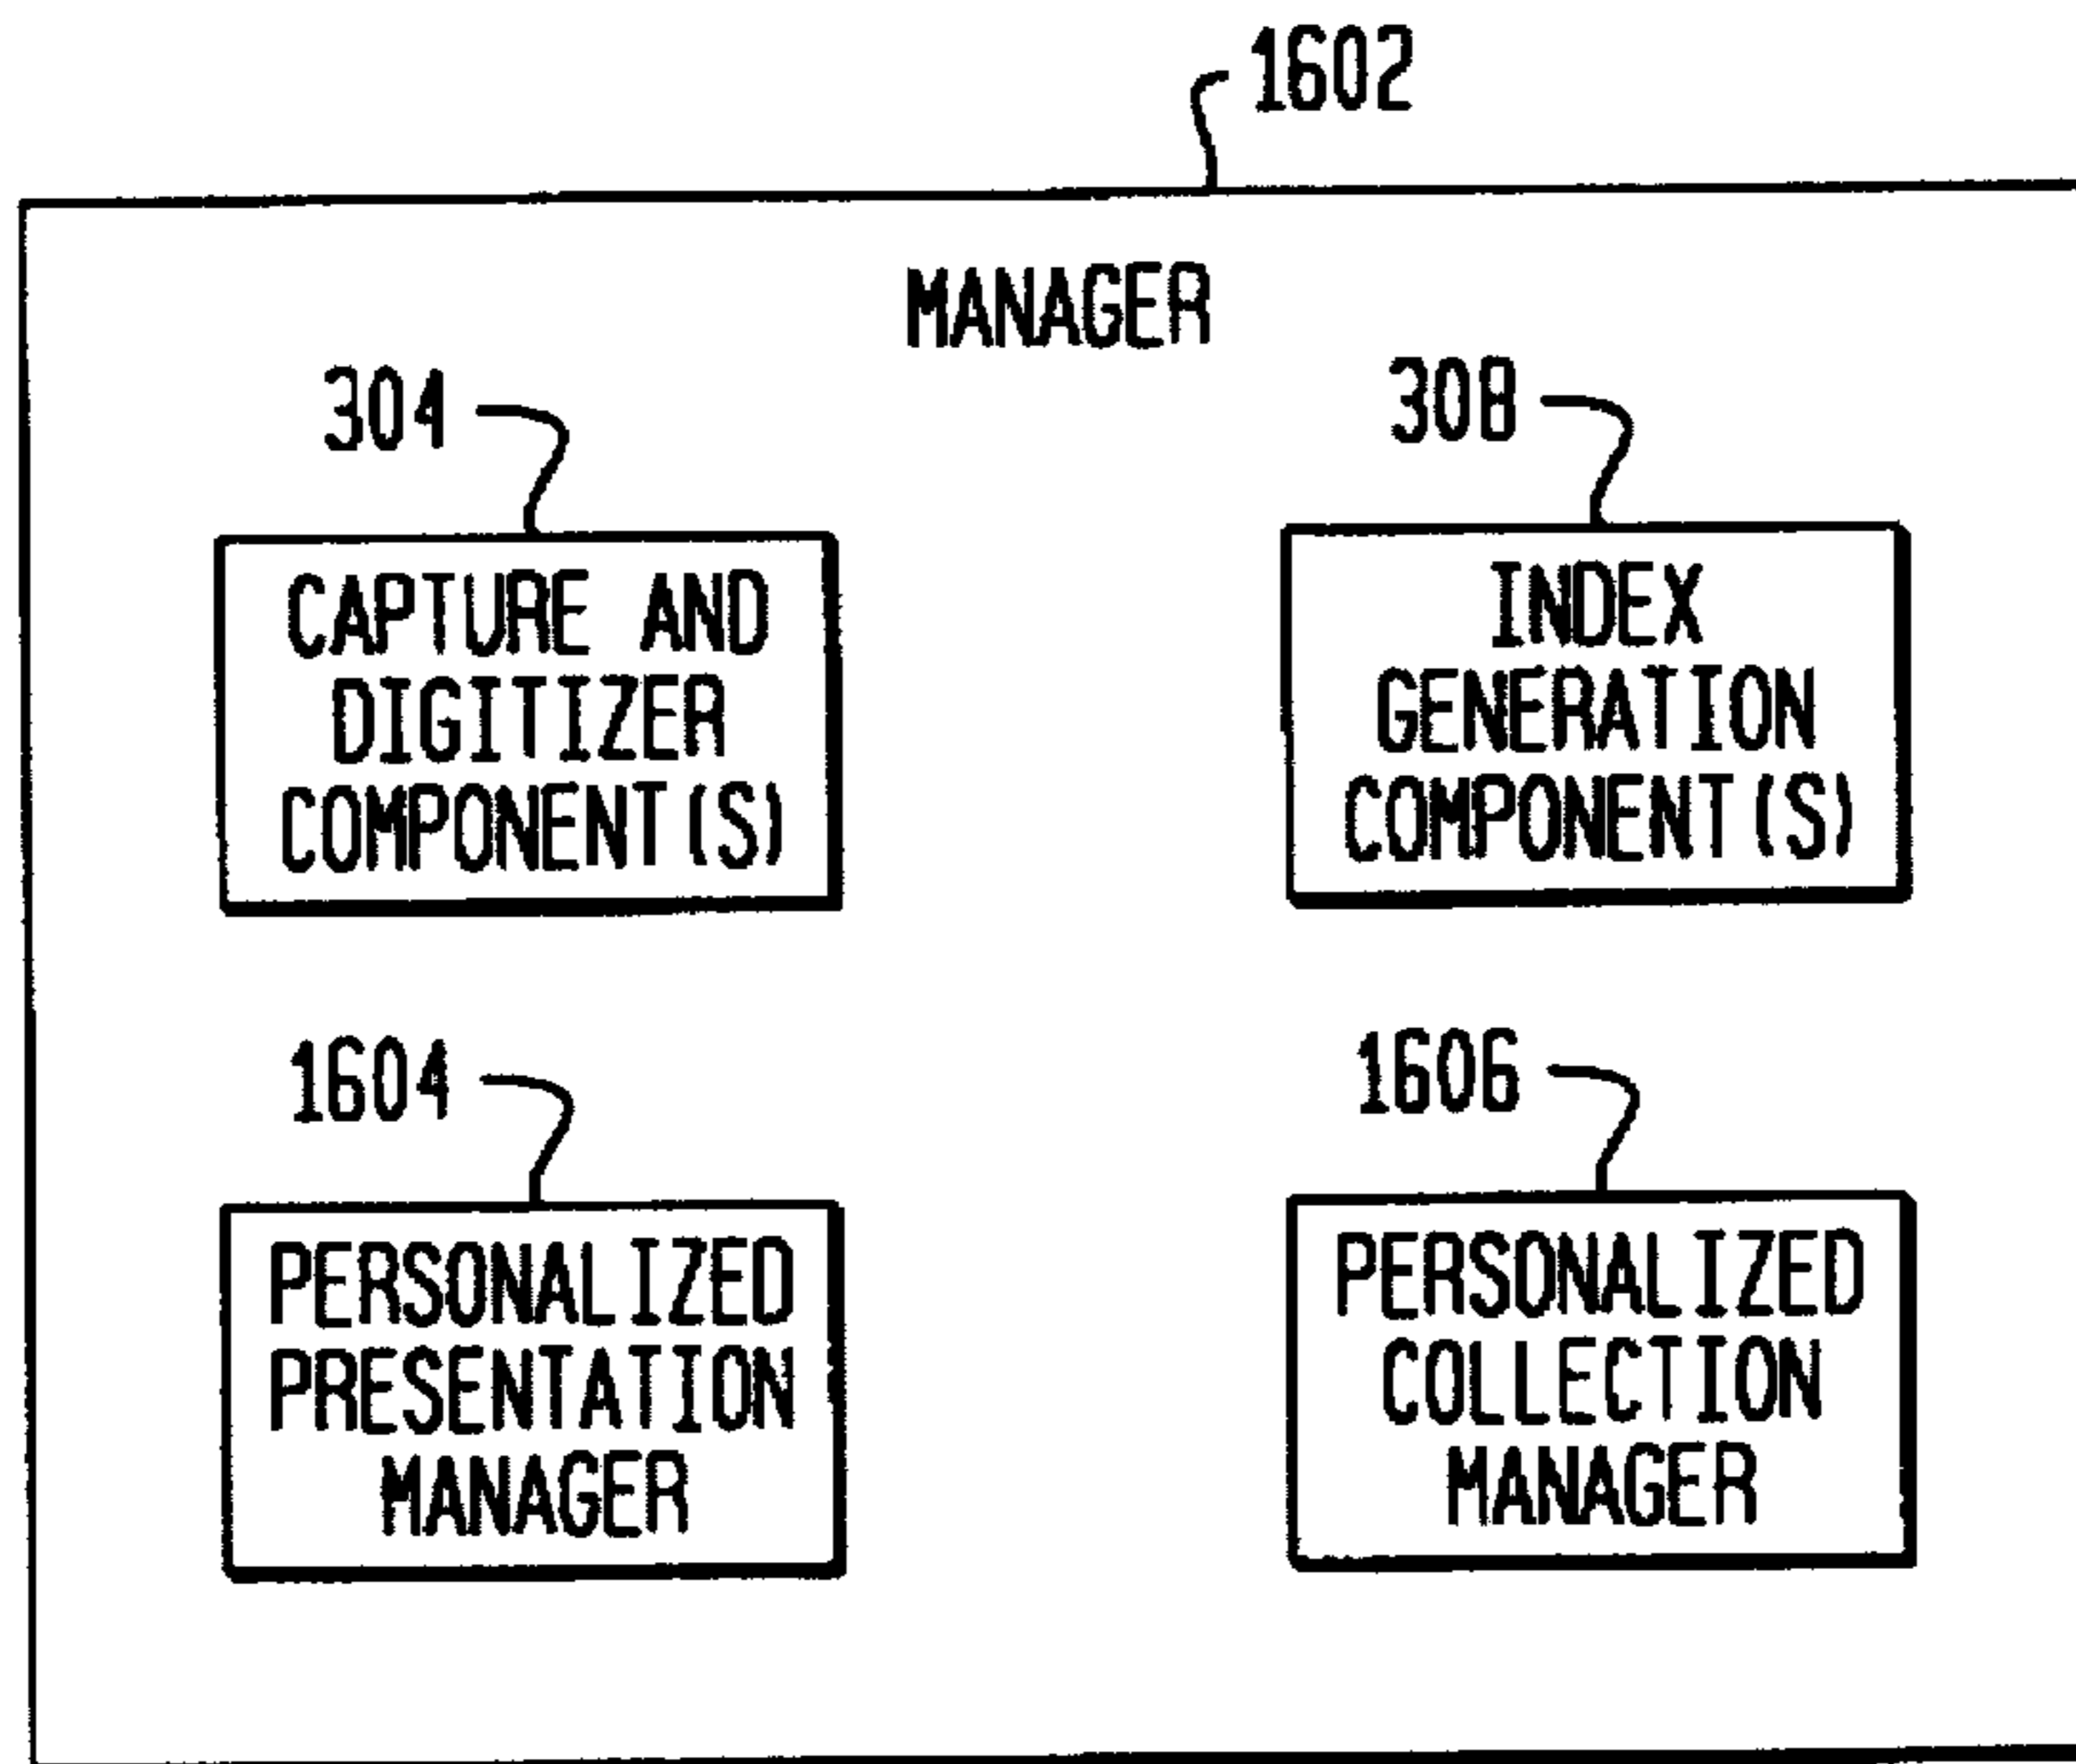 1602
MANAGER
304
CAPTURE AND
DIGITIZER
COMPONENT(S)
308
INDEX
GENERATION
COMPONENT(S)
1604
PERSONALIZED
PRESENTATION
MANAGER
1606
PERSONALIZED
COLLECTION
MANAGER